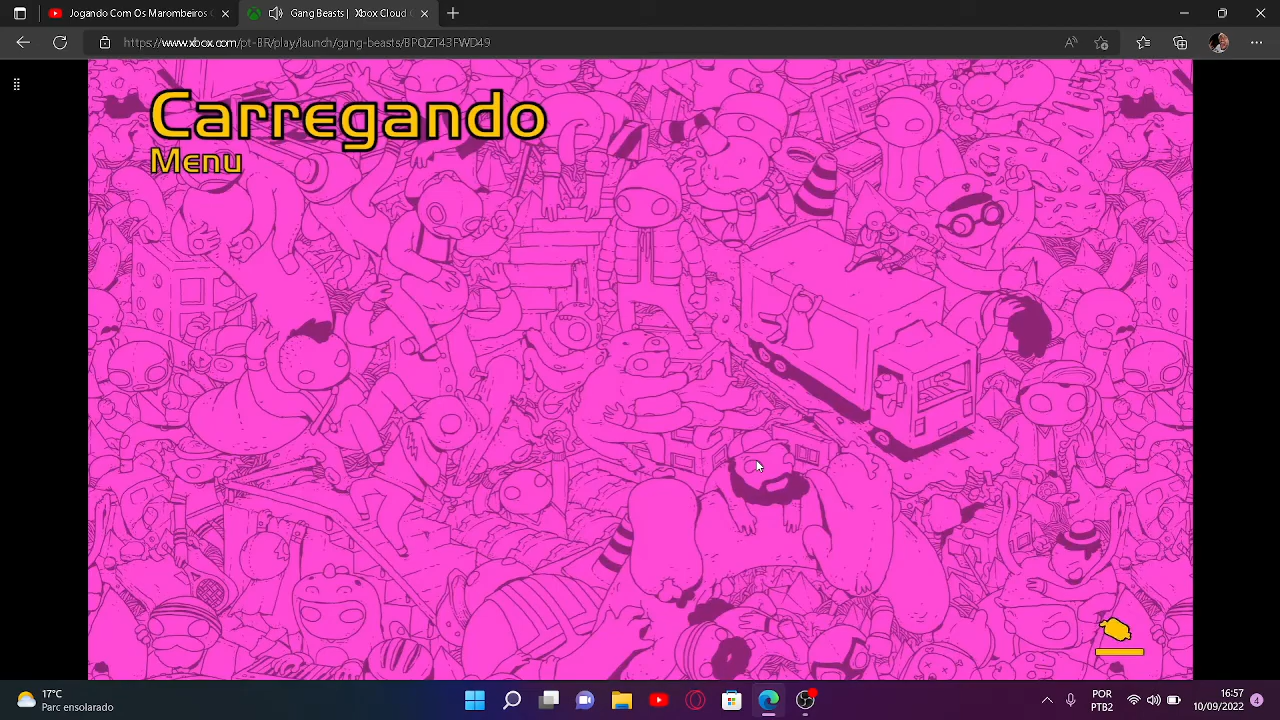 Jogando Com Os Marombeiros
Gang Beasts | Xbox Cloud
https://www.xbox.com/pt-BR/play/launch/gang-beasts/BPQZT43FWD49
Carregando
Menu
17°C
Parc ensolarado
POR
PTB2
16:57
10/09/2022
4